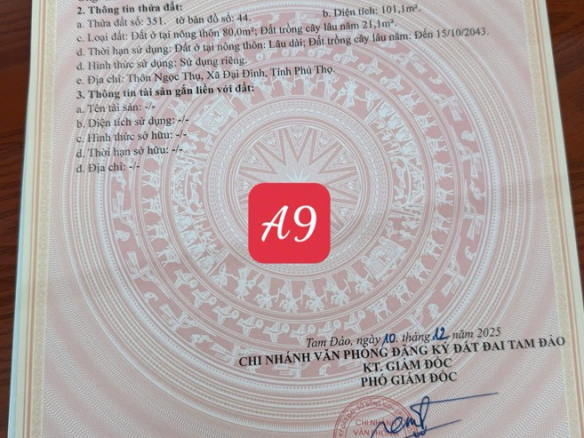 2. Thông tin thửa đất:
a. Thửa đất số: 351. tờ bản đồ số: 44. b. Diện tích: 101,1m².
c. Loại đất: Đất ở tại nông thôn 80,0m²; Đất trồng cây lâu năm 21,1m².
d. Thời hạn sử dụng: Đất ở tại nông thôn: Lâu dài; Đất trồng cây lâu năm: Đến 15/10/2043.
đ. Hình thức sử dụng: Sử dụng riêng.
e. Địa chỉ: Thôn Ngọc Thụ, Xã Đại Đình, Tỉnh Phú Thọ.
3. Thông tin tài sản gắn liền với đất:
a. Tên tài sản: -/-
b. Diện tích sử dụng: -/-
c. Hình thức sở hữu: -/-
d. Thời hạn sở hữu: -/-
đ. Địa chỉ: -/-
A9
Tam Đảo, ngày 10 tháng 12 năm 2025
CHI NHÁNH VĂN PHÒNG ĐĂNG KÝ ĐẤT ĐAI TAM ĐẢO
KT. GIÁM ĐỐC
PHÓ GIÁM ĐỐC
CHI NHÁNH
VĂN PHÒNG